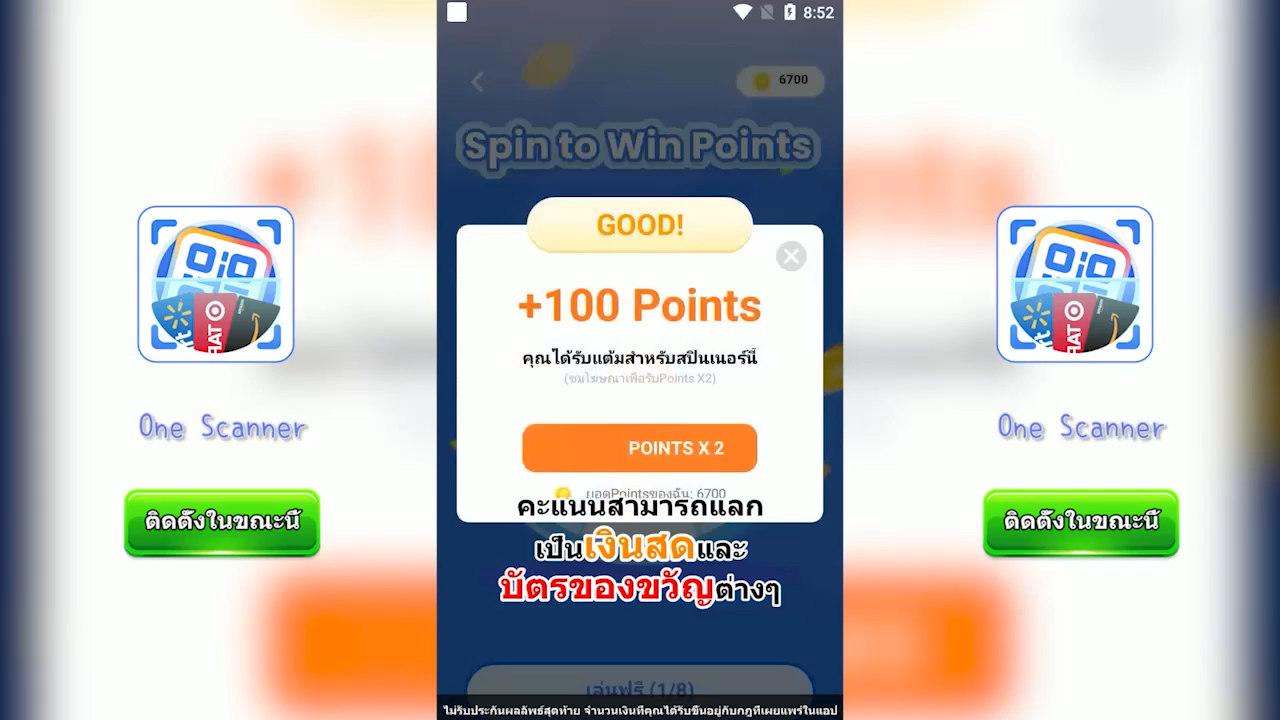 8:52
6700
Spin to Win Points
GOOD!
+100 Points
คุณได้รับแต้มสำหรับสปินเนอร์นี้
(ชมโฆษณาเพื่อรับPoints X2)
POINTS X 2
ยอดPointsของฉัน: 6700
คะแนนสามารถแลก
เป็นเงินสดและ
บัตรของขวัญต่างๆ
เล่นฟรี (1/8)
ไม่รับประกันผลลัพธ์สุดท้าย จำนวนเงินที่คุณได้รับขึ้นอยู่กับกฎที่เผยแพร่ในแอป
One Scanner
ติดตั้งในขณะนี้
One Scanner
ติดตั้งในขณะนี้